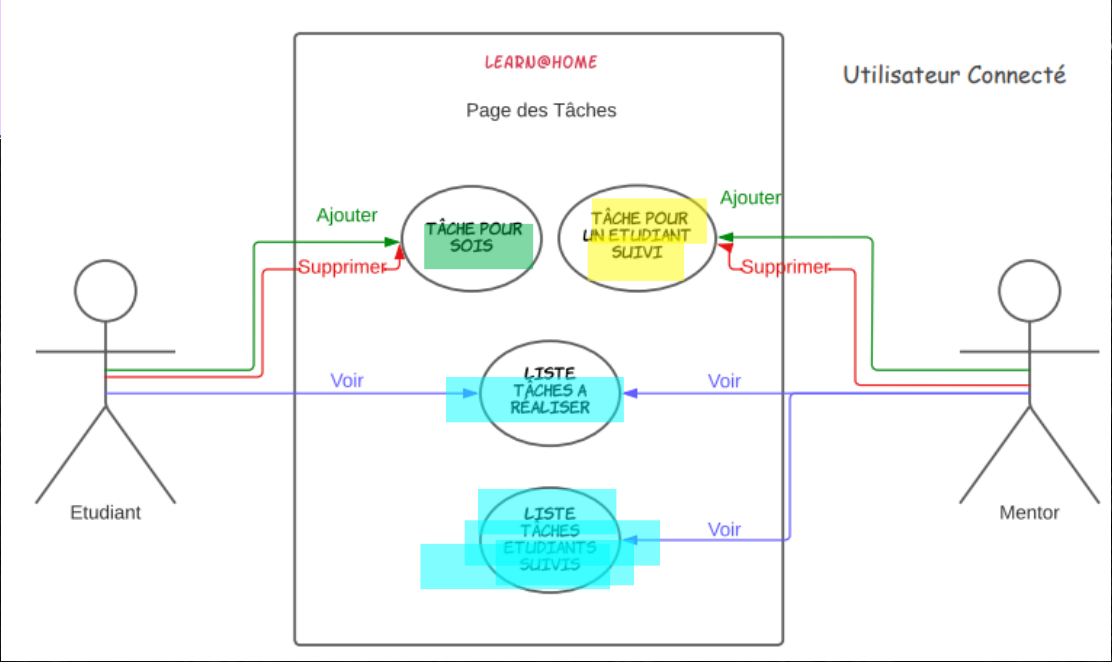 LEARN@HOME
Utilisateur Connecté
Page des Tâches
Ajouter
Ajouter
TÂCHE POUR
SOIS
TÂCHE POUR
UN ETUDIANT
SUIVI
Supprimer
Supprimer
Voir
LISTE
TÂCHES A
RÉALISER
Voir
Etudiant
LISTE
TÂCHES
ETUDIANTS
SUIVIS
Voir
Mentor